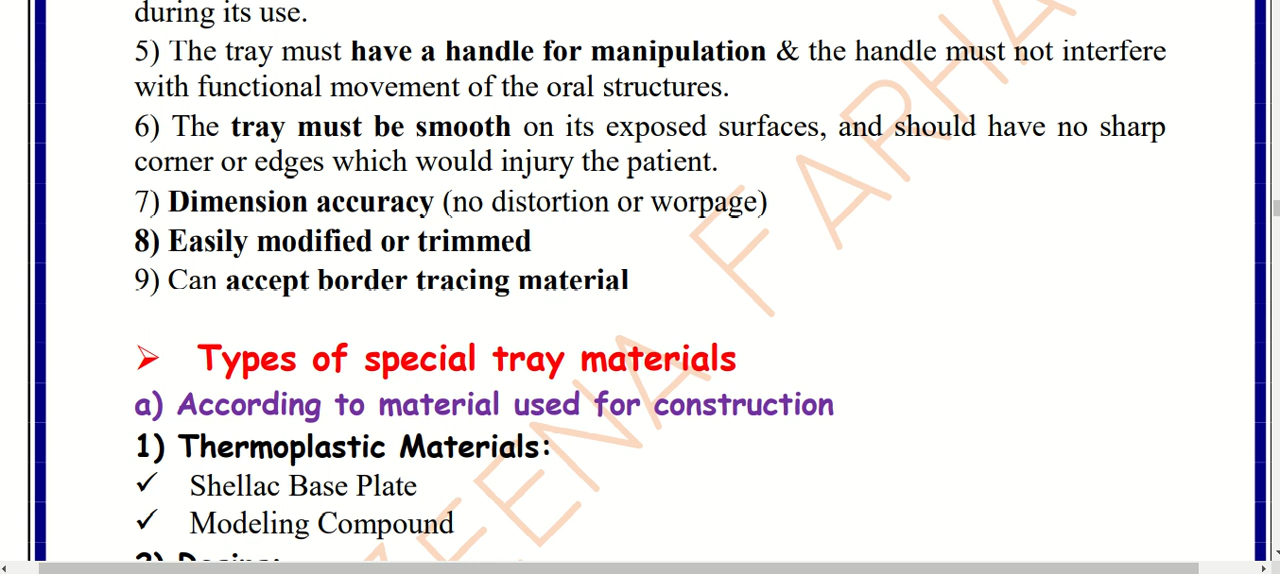 during its use.
5) The tray must have a handle for manipulation & the handle must not interfere
with functional movement of the oral structures.
6) The tray must be smooth on its exposed surfaces, and should have no sharp
corner or edges which would injury the patient.
7) Dimension accuracy (no distortion or worpage)
8) Easily modified or trimmed
9) Can accept border tracing material
➢ Types of special tray materials
a) According to material used for construction
1) Thermoplastic Materials:
✓ Shellac Base Plate
✓ Modeling Compound
ZEENA F FARHA